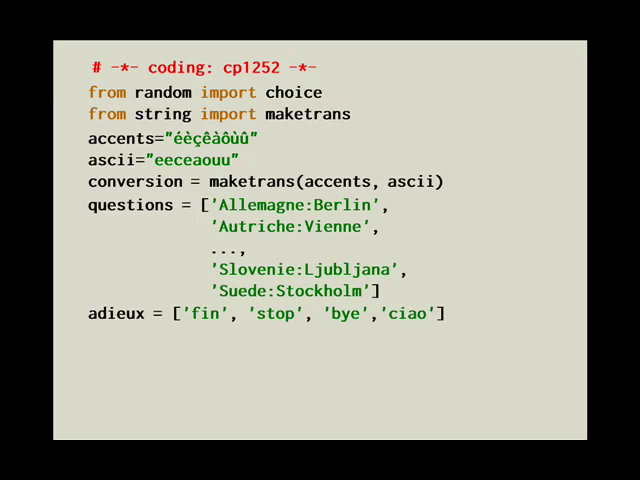 # -*- coding: cp1252 -*-
from random import choice
from string import maketrans
accents="éèçêàôùû"
ascii="eeceaouu"
conversion = maketrans(accents, ascii)
questions = ['Allemagne:Berlin',
'Autriche:Vienne',
...,
'Slovenie:Ljubljana',
'Suede:Stockholm']
adieux = ['fin', 'stop', 'bye','ciao']